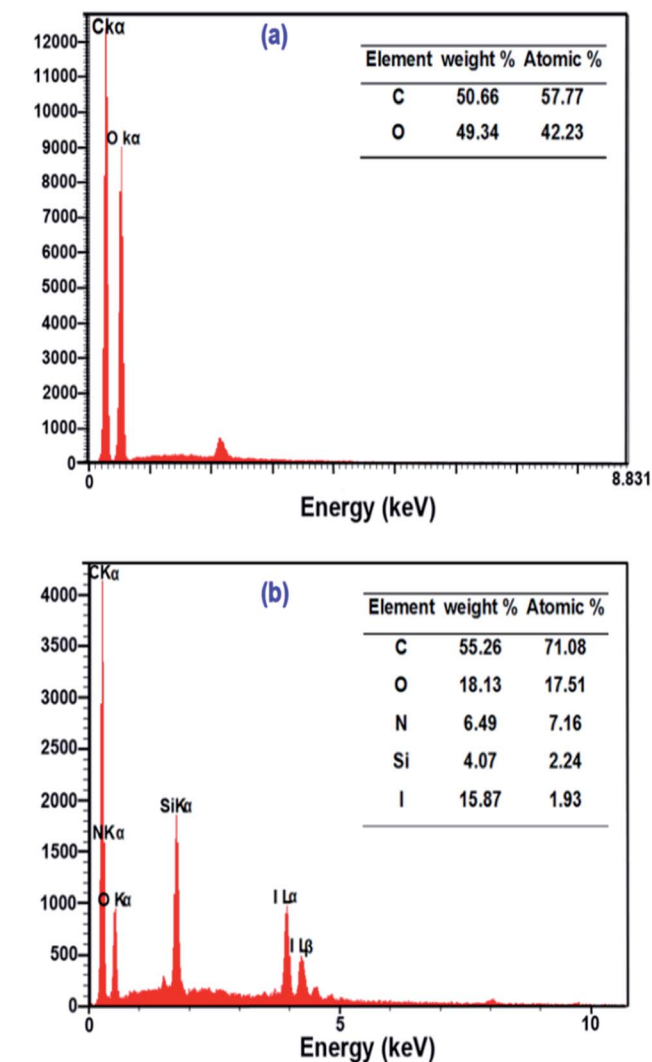 (a)
Ckα
O kα
12000
11000
10000
9000
8000
7000
6000
5000
4000
3000
2000
1000
0
Element weight % Atomic %
C 50.66 57.77
O 49.34 42.23
0 8.831
Energy (keV)
(b)
CKα
NKα
O Kα
SiKα
I Lα
I Lβ
4000
3500
3000
2500
2000
1500
1000
500
0
Element weight % Atomic %
C 55.26 71.08
O 18.13 17.51
N 6.49 7.16
Si 4.07 2.24
I 15.87 1.93
0 5 10
Energy (keV)